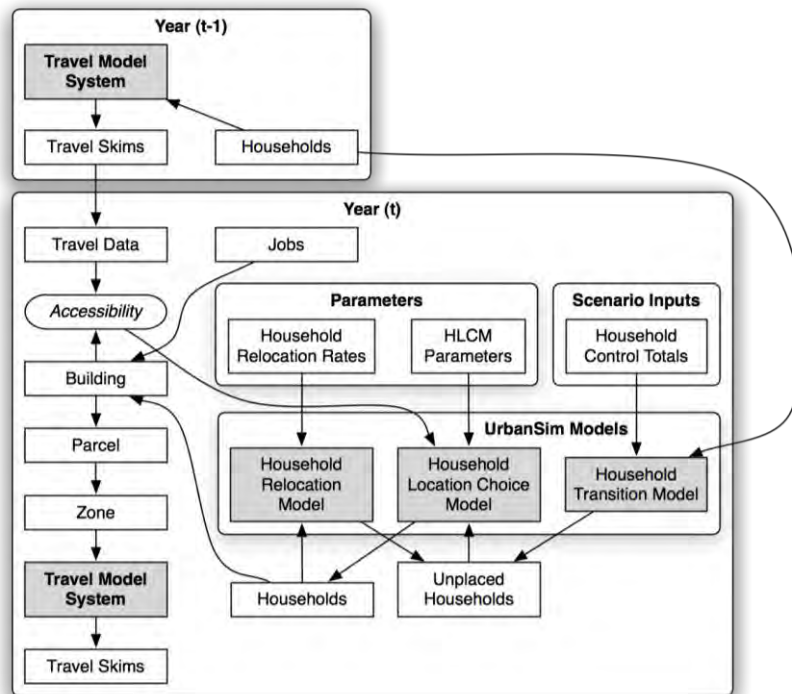 Year (t-1)
Travel Model
System
Travel Skims
Households
Year (t)
Travel Data
Jobs
Accessibility
Building
Parcel
Zone
Travel Model
System
Travel Skims
Parameters
Household
Relocation Rates
HLCM
Parameters
Scenario Inputs
Household
Control Totals
UrbanSim Models
Household
Relocation
Model
Household
Location Choice
Model
Household
Transition Model
Households
Unplaced
Households